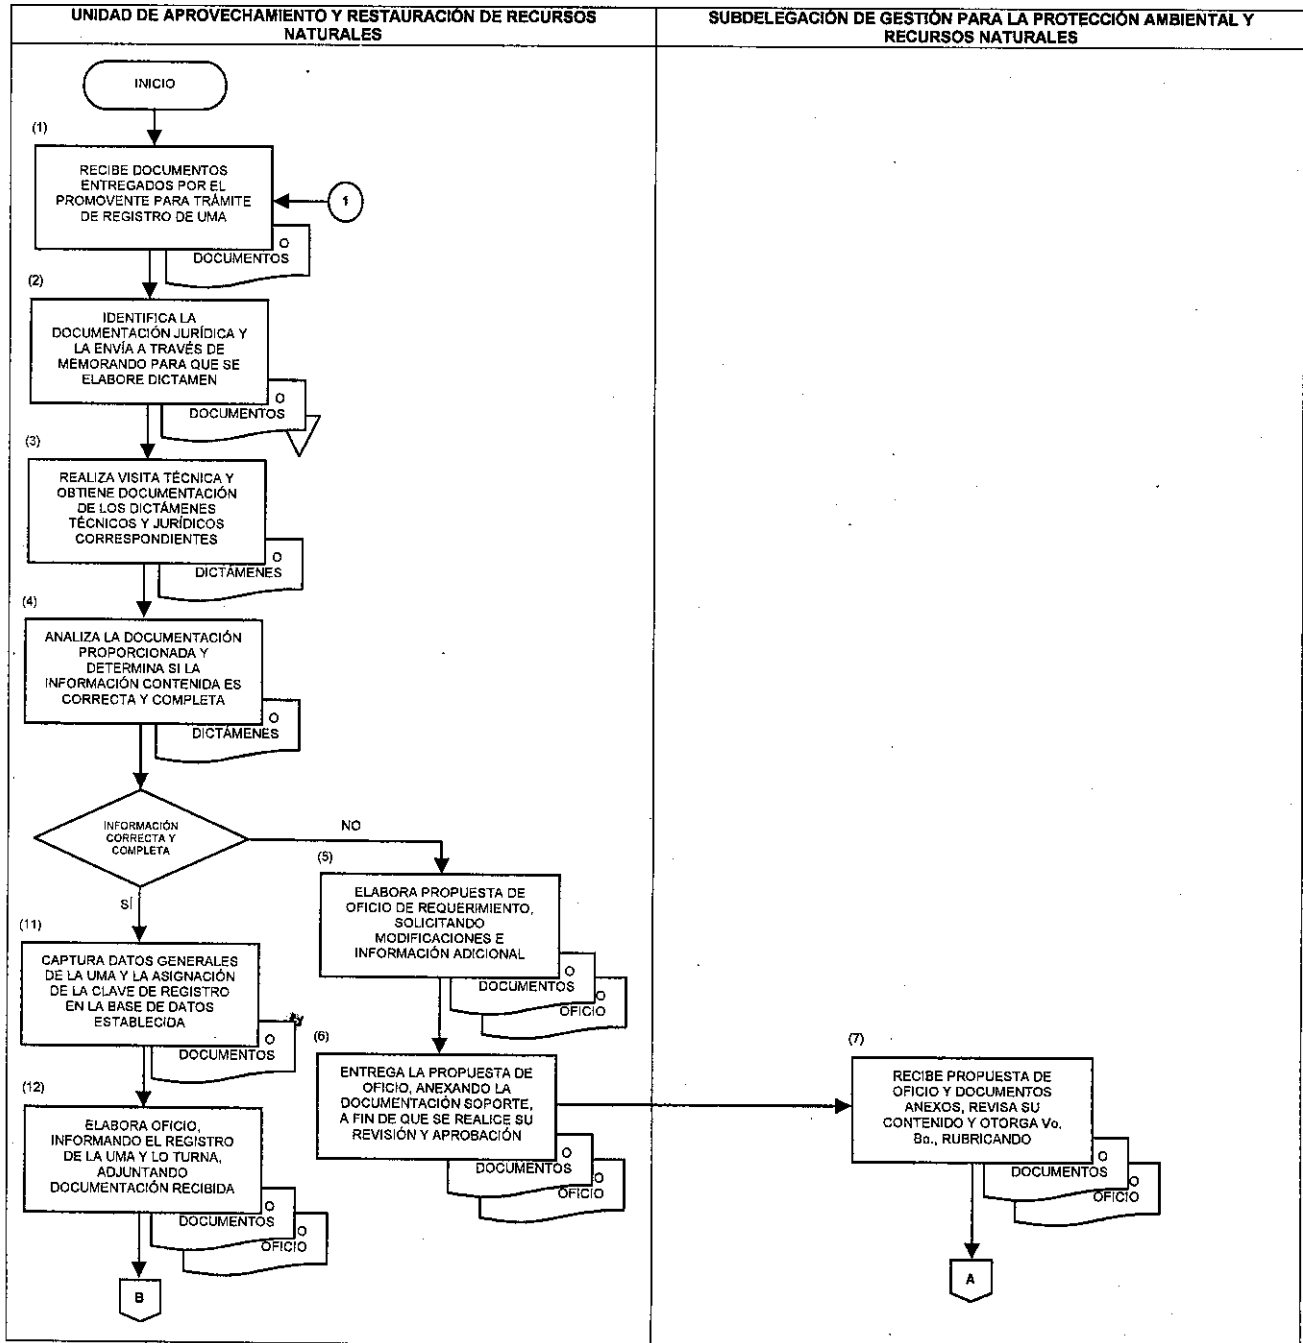 UNIDAD DE APROVECHAMIENTO Y RESTAURACIÓN DE RECURSOS
NATURALES
SUBDELEGACIÓN DE GESTIÓN PARA LA PROTECCIÓN AMBIENTAL Y
RECURSOS NATURALES
INICIO
(1)
RECIBE DOCUMENTOS
ENTREGADOS POR EL
PROMOVENTE PARA TRÁMITE
DE REGISTRO DE UMA
1
O
DOCUMENTOS
(2)
IDENTIFICA LA
DOCUMENTACIÓN JURÍDICA Y
LA ENVÍA A TRAVÉS DE
MEMORANDO PARA QUE SE
ELABORE DICTAMEN
O
DOCUMENTOS
(3)
REALIZA VISITA TÉCNICA Y
OBTIENE DOCUMENTACIÓN
DE LOS DICTÁMENES
TÉCNICOS Y JURÍDICOS
CORRESPONDIENTES
O
DICTÁMENES
(4)
ANALIZA LA DOCUMENTACIÓN
PROPORCIONADA Y
DETERMINA SI LA
INFORMACIÓN CONTENIDA ES
CORRECTA Y COMPLETA
O
DICTÁMENES
INFORMACIÓN
CORRECTA Y
COMPLETA
NO
SÍ
(5)
ELABORA PROPUESTA DE
OFICIO DE REQUERIMIENTO,
SOLICITANDO
MODIFICACIONES E
INFORMACIÓN ADICIONAL
O
DOCUMENTOS
O
OFICIO
(11)
CAPTURA DATOS GENERALES
DE LA UMA Y LA ASIGNACIÓN
DE LA CLAVE DE REGISTRO
EN LA BASE DE DATOS
ESTABLECIDA
O
DOCUMENTOS
(6)
ENTREGA LA PROPUESTA DE
OFICIO, ANEXANDO LA
DOCUMENTACIÓN SOPORTE,
A FIN DE QUE SE REALICE SU
REVISIÓN Y APROBACIÓN
O
DOCUMENTOS
O
OFICIO
(7)
RECIBE PROPUESTA DE
OFICIO Y DOCUMENTOS
ANEXOS, REVISA SU
CONTENIDO Y OTORGA Vo.
Bo., RUBRICANDO
O
DOCUMENTOS
O
OFICIO
(12)
ELABORA OFICIO,
INFORMANDO EL REGISTRO
DE LA UMA Y LO TURNA,
ADJUNTANDO
DOCUMENTACIÓN RECIBIDA
O
DOCUMENTOS
O
OFICIO
B
A